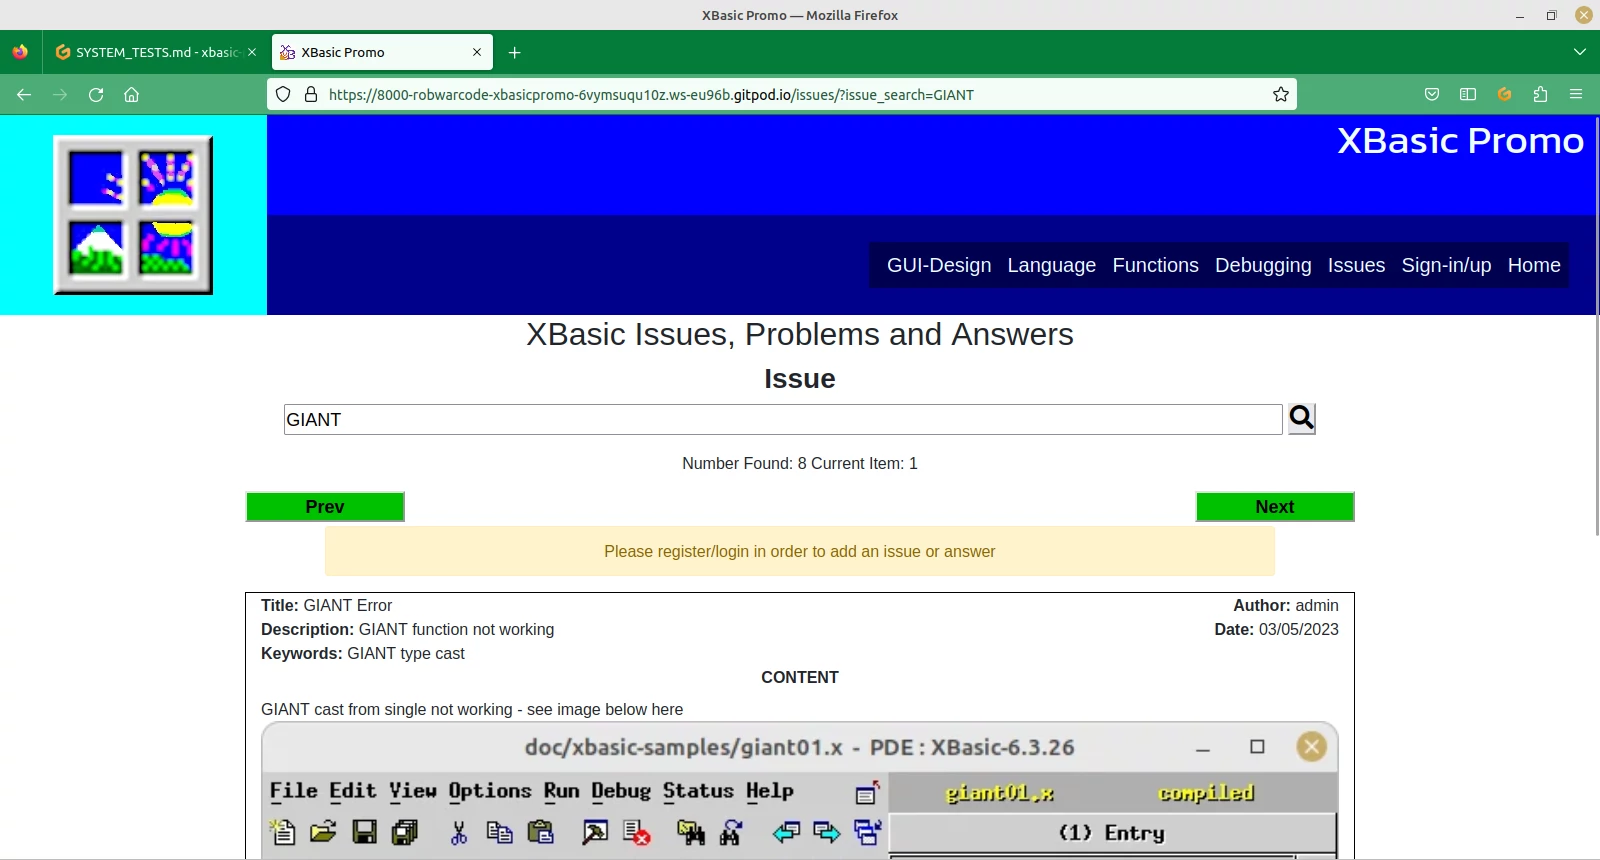 XBasic Promo — Mozilla Firefox
SYSTEM_TESTS.md - xbasic-
XBasic Promo
https://8000-robwarcode-xbasicpromo-6vymsuqu10z.ws-eu96b.gitpod.io/issues/?issue_search=GIANT
XBasic Promo
GUI-Design Language Functions Debugging Issues Sign-in/up Home
XBasic Issues, Problems and Answers
Issue
GIANT
Number Found: 8 Current Item: 1
Prev Next
Please register/login in order to add an issue or answer
Title: GIANT Error Author: admin
Description: GIANT function not working Date: 03/05/2023
Keywords: GIANT type cast
CONTENT
GIANT cast from single not working - see image below here
doc/xbasic-samples/giant01.x - PDE : XBasic-6.3.26
File Edit View Options Run Debug Status Help giant01.x compiled
(1) Entry